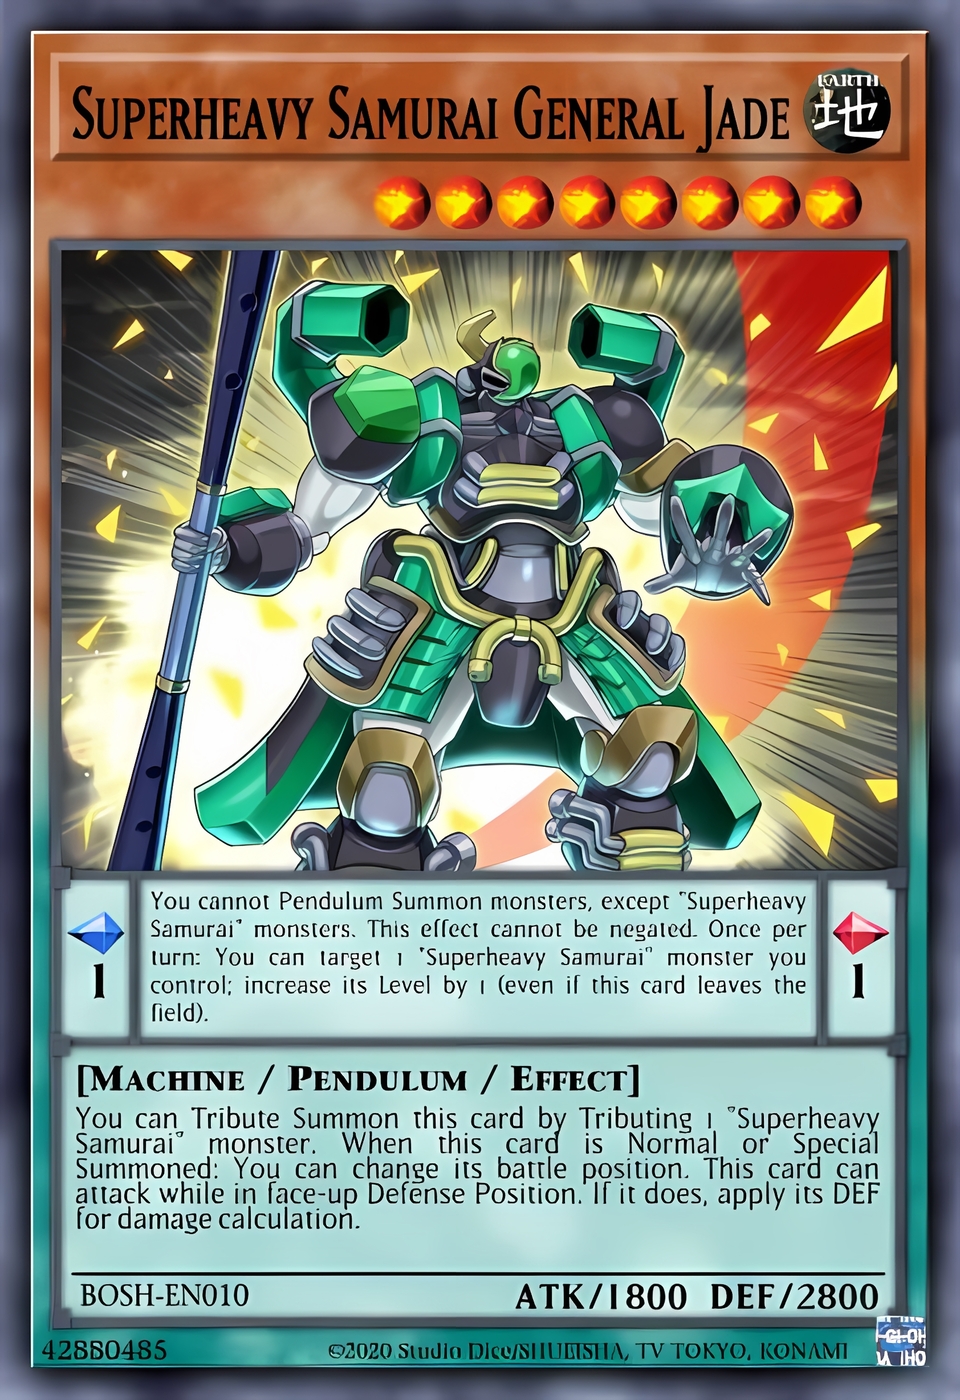 SUPERHEAVY SAMURAI GENERAL JADE
EARTH
地
You cannot Pendulum Summon monsters, except "Superheavy
Samurai" monsters. This effect cannot be negated. Once per
turn: You can target 1 "Superheavy Samurai" monster you
control; increase its Level by 1 (even if this card leaves the
field).
1
1
[MACHINE / PENDULUM / EFFECT]
You can Tribute Summon this card by Tributing 1 "Superheavy
Samurai" monster. When this card is Normal or Special
Summoned: You can change its battle position. This card can
attack while in face-up Defense Position. If it does, apply its DEF
for damage calculation.
BOSH-EN010
ATK/1800 DEF/2800
©2020 Studio Dice/SHUEISHA, TV TOKYO, KONAMI